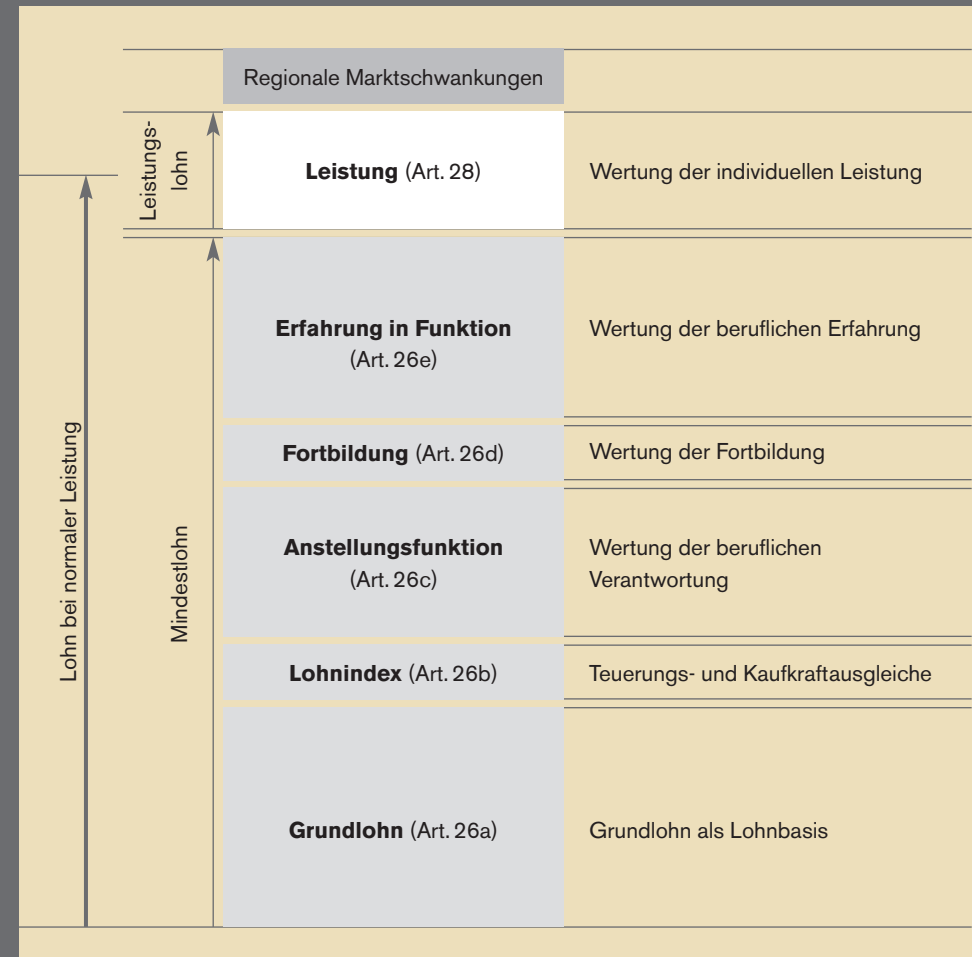 Regionale Marktschwankungen
Leistungs-
lohn
Leistung (Art. 28)
Wertung der individuellen Leistung
Erfahrung in Funktion
(Art. 26e)
Wertung der beruflichen Erfahrung
Lohn bei normaler Leistung
Mindestlohn
Fortbildung (Art. 26d)
Wertung der Fortbildung
Anstellungsfunktion
(Art. 26c)
Wertung der beruflichen
Verantwortung
Lohnindex (Art. 26b)
Teuerungs- und Kaufkraftausgleiche
Grundlohn (Art. 26a)
Grundlohn als Lohnbasis